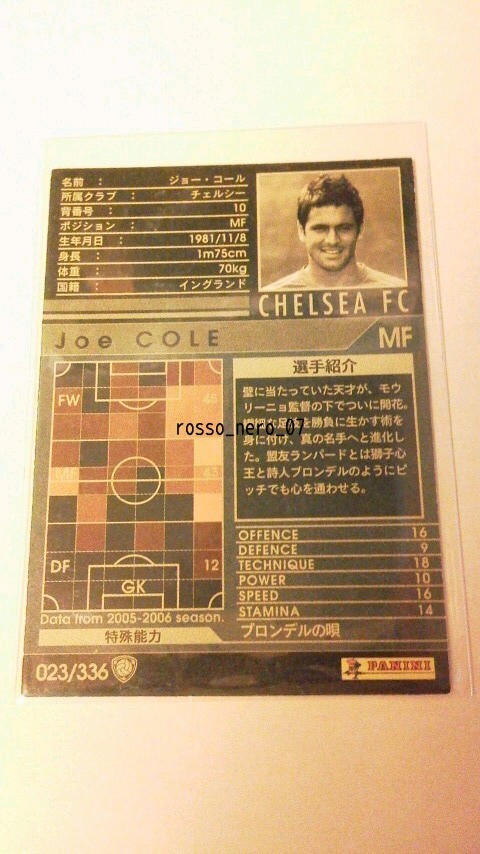 名前 : ジョー・コール
所属クラブ : チェルシー
背番号 : 10
ポジション : MF
生年月日 : 1981/11/8
身長 : 1m75cm
体重 : 70kg
国籍 : イングランド
CHELSEA FC
Joe COLE MF
FW 45
MF 43
DF 12
GK
Data from 2005-2006 season.
選手紹介
壁に当たっていた天才が、モウ
リーニョ監督の下でついに開花。
を勝負に生かす術を
身に付け、真の名手へと進化し
た。盟友ランパードとは獅子心
王と詩人ブロンデルのようにピ
ッチでも心を通わせる。
rosso_nero_07
OFFENCE 16
DEFENCE 9
TECHNIQUE 18
POWER 10
SPEED 16
STAMINA 14
特殊能力 ブロンデルの唄
023/336
PANINI